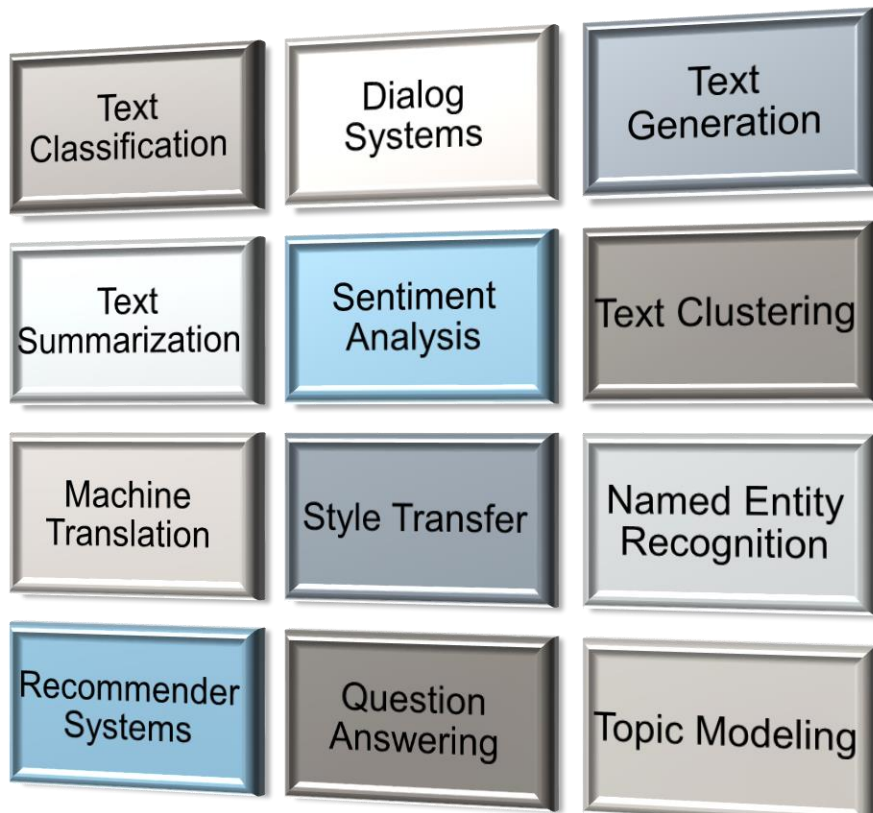 Text
Classification
Dialog
Systems
Text
Generation
Text
Summarization
Sentiment
Analysis
Text Clustering
Machine
Translation
Style Transfer
Named Entity
Recognition
Recommender
Systems
Question
Answering
Topic Modeling